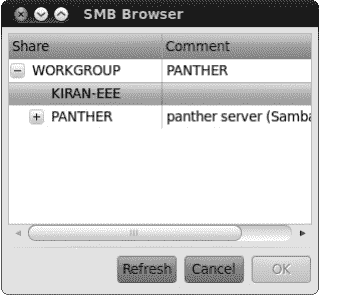 SMB Browser
Share Comment
WORKGROUP PANTHER
KIRAN-EEE
PANTHER panther server (Samba
Refresh Cancel OK